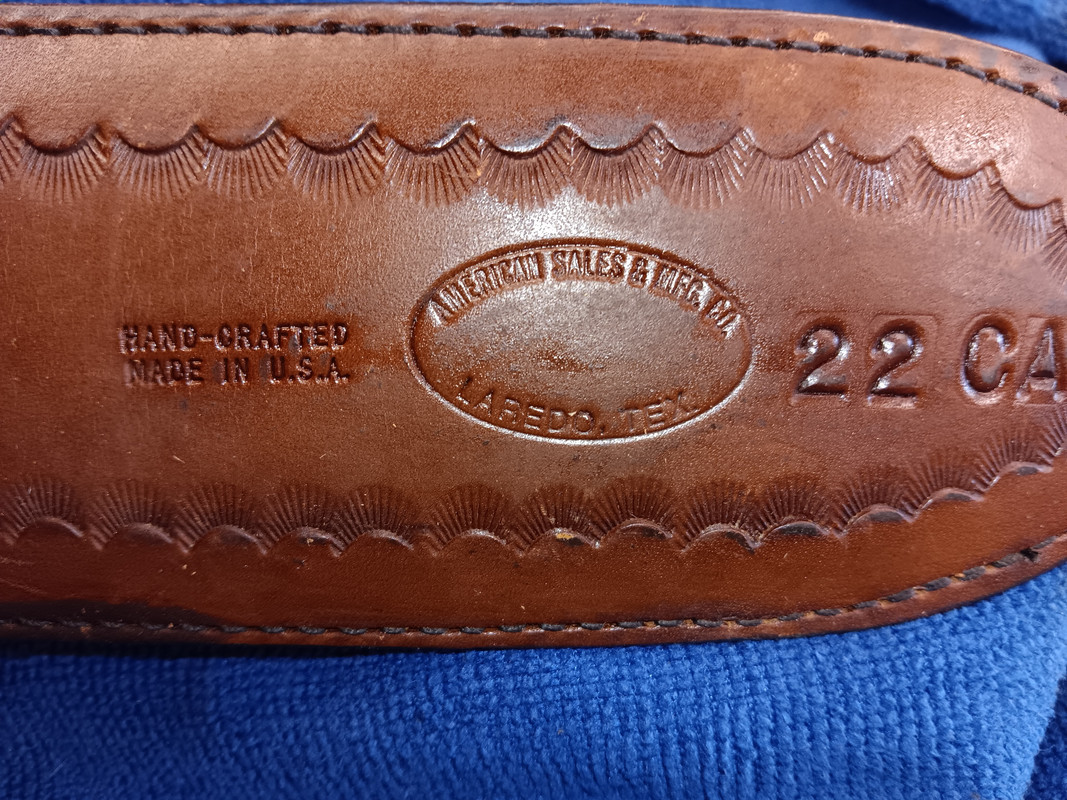 HAND-CRAFTED
MADE IN U.S.A.
AMERICAN SALES & MFG. CO.
LAREDO, TEX.
22 CA